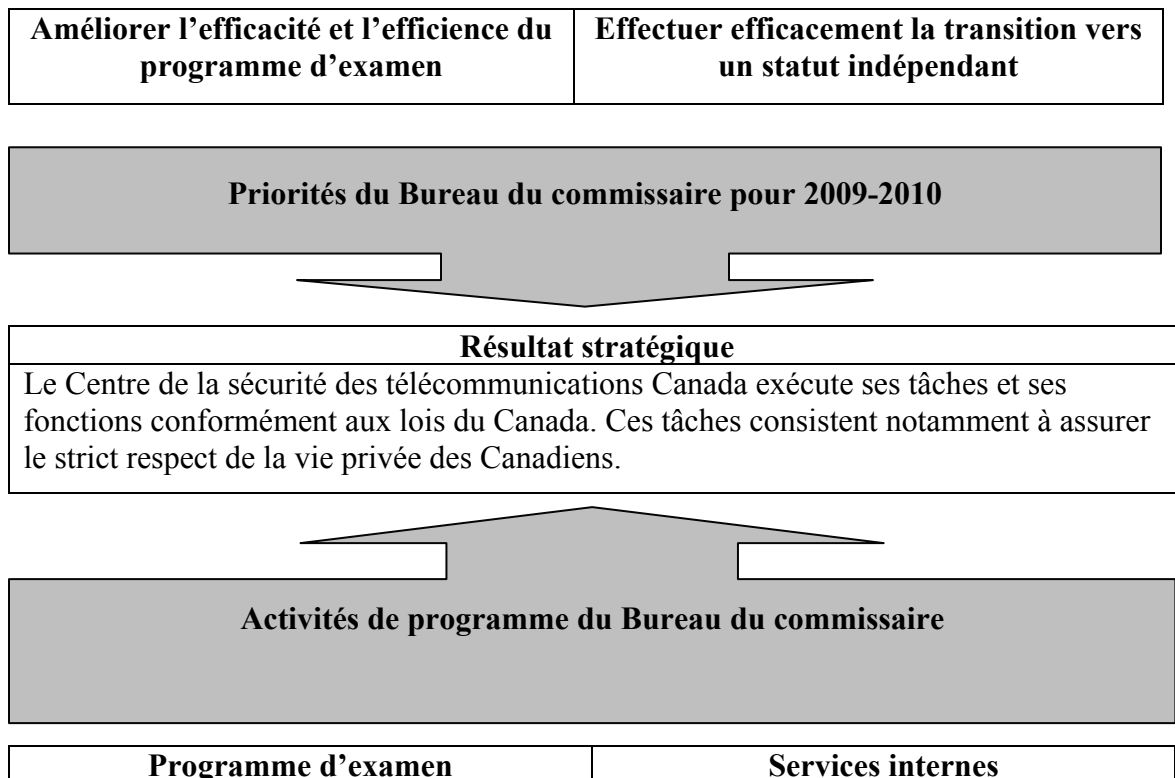 Améliorer l'efficacité et l'efficience du
programme d'examen
Effectuer efficacement la transition vers
un statut indépendant
Priorités du Bureau du commissaire pour 2009-2010
Résultat stratégique
Le Centre de la sécurité des télécommunications Canada exécute ses tâches et ses
fonctions conformément aux lois du Canada. Ces tâches consistent notamment à assurer
le strict respect de la vie privée des Canadiens.
Activités de programme du Bureau du commissaire
Programme d'examen
Services internes